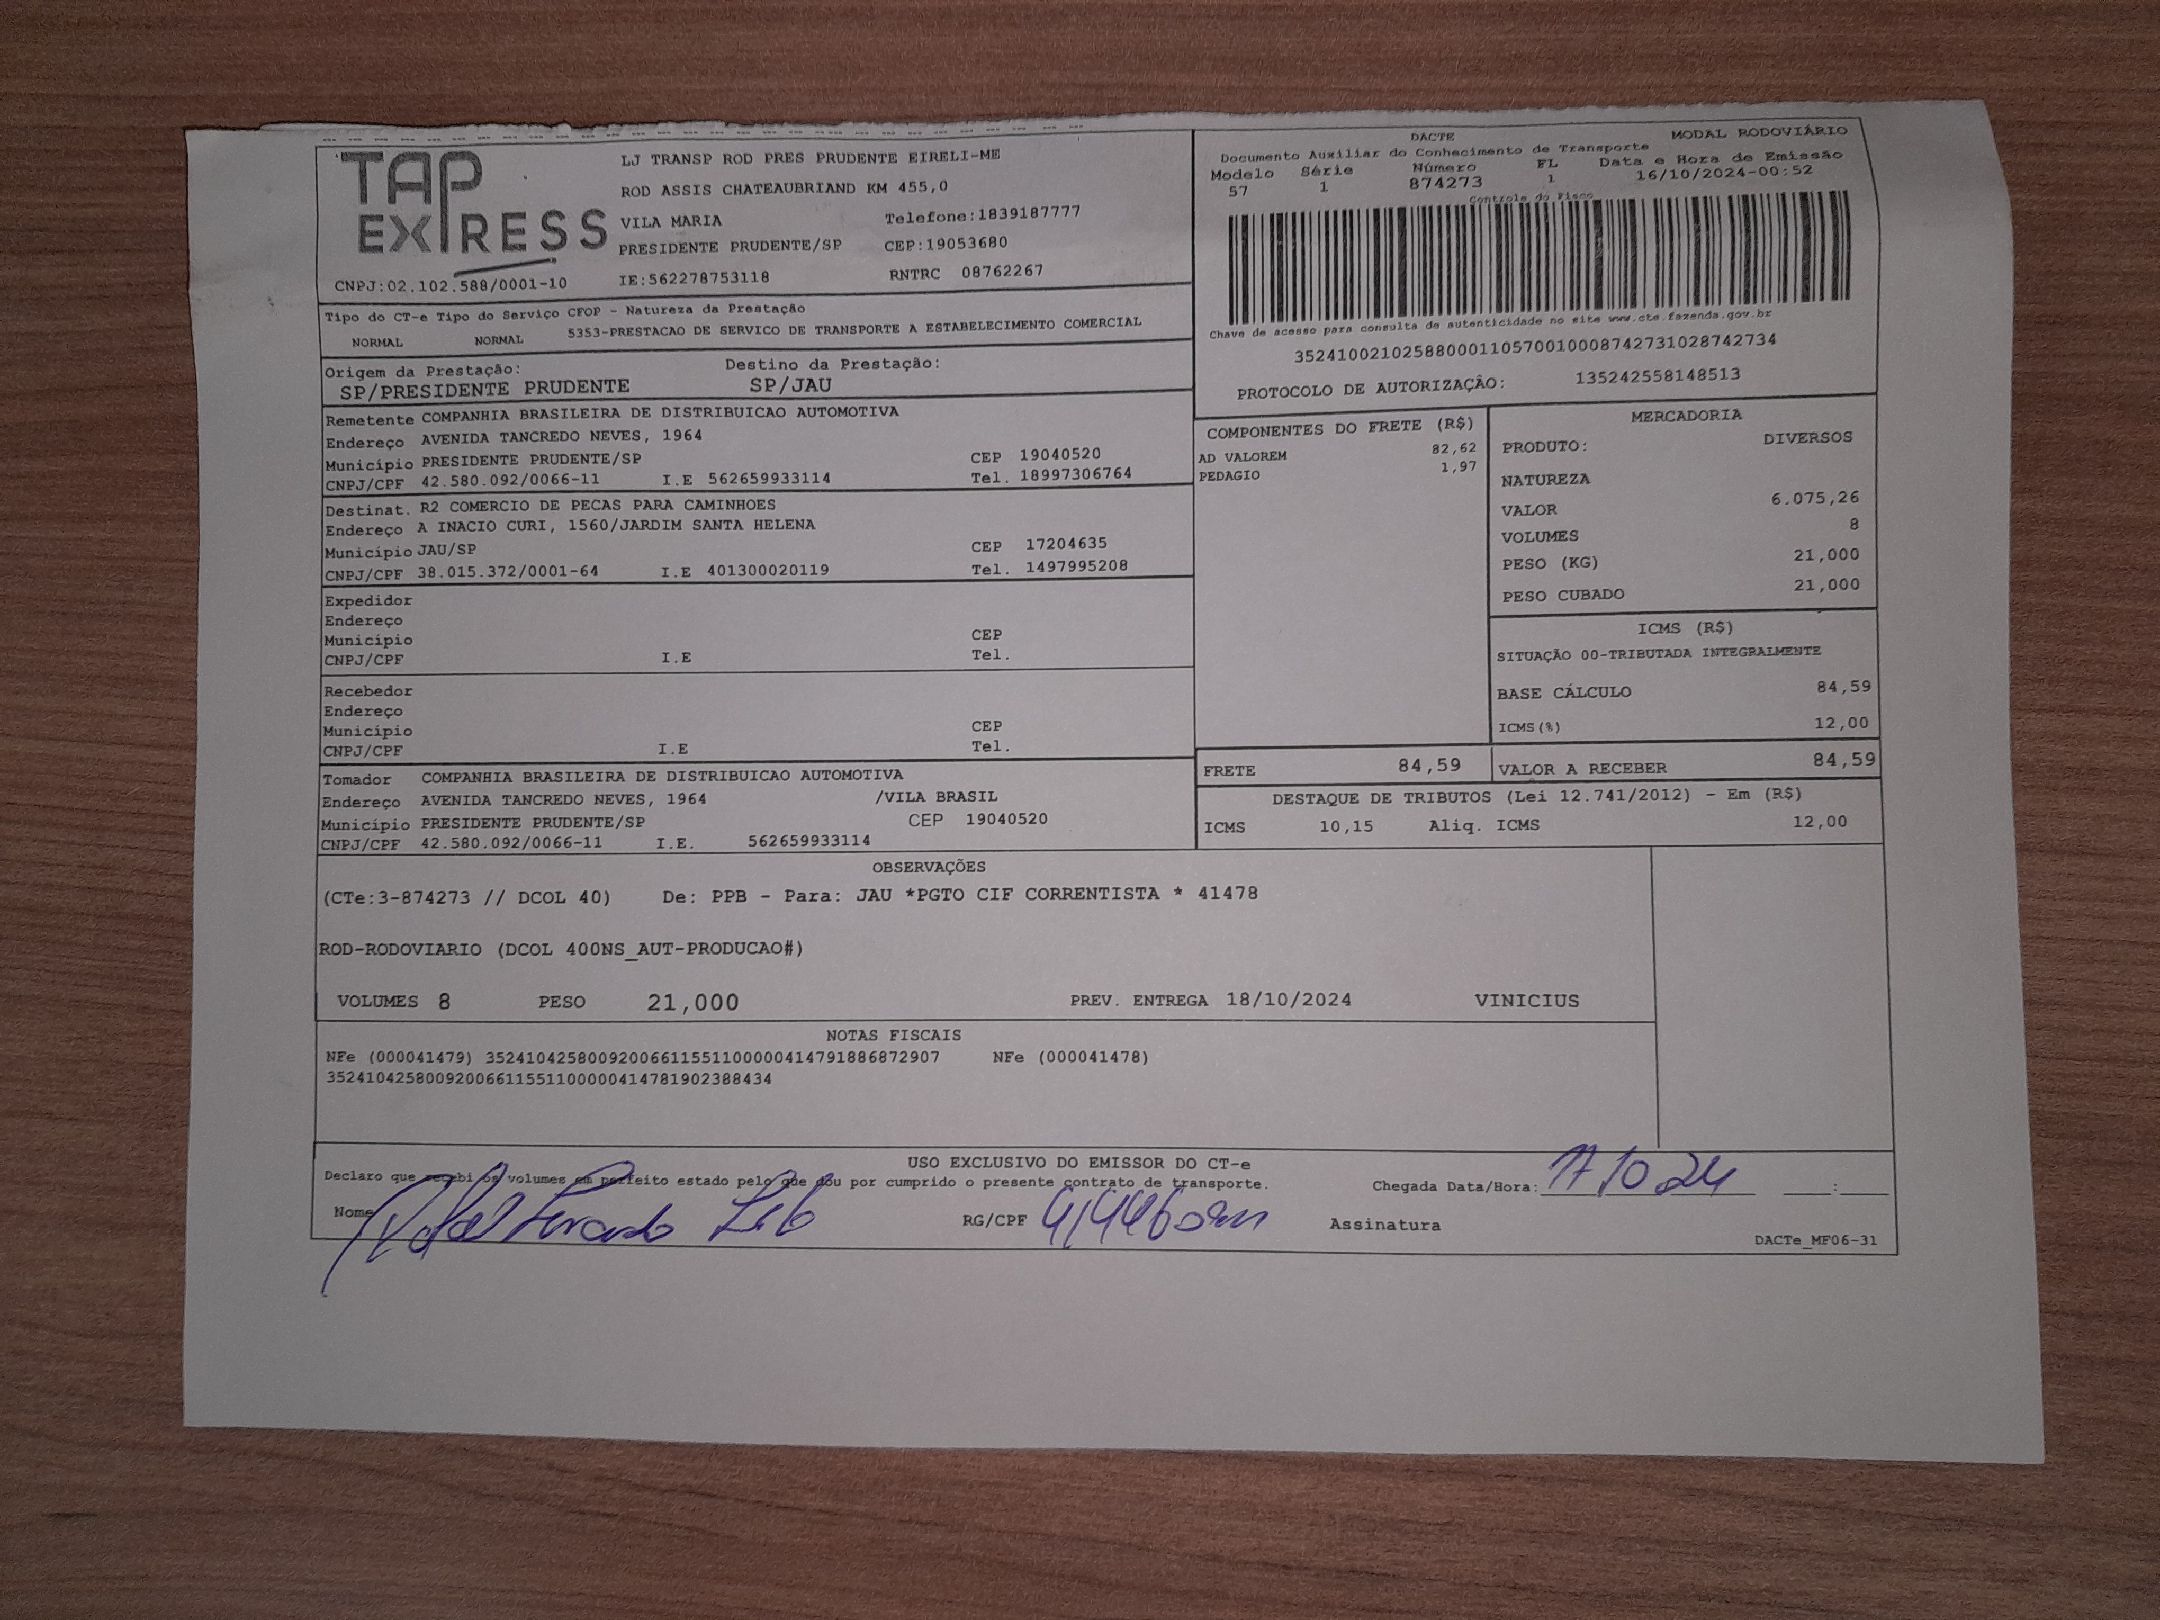 TAP EXPRESS
CNPJ:02.102.588/0001-10
LJ TRANSP ROD PRES PRUDENTE EIRELI-ME
ROD ASSIS CHATEAUBRIAND KM 455,0
VILA MARIA Telefone:1839187777
PRESIDENTE PRUDENTE/SP CEP:19053680
IE:562278753118 RNTRC 08762267
DACTE MODAL RODOVIÁRIO
Documento Auxiliar do Conhecimento de Transporte
Modelo Série Número FL Data e Hora de Emissão
57 1 874273 1 16/10/2024-00:52
Controle do Fisco
Chave de acesso para consulta de autenticidade no site www.cte.fazenda.gov.br
35241002102588000110570010008742731028742734
PROTOCOLO DE AUTORIZAÇÃO: 135242558148513
Tipo do CT-e Tipo do Serviço CFOP - Natureza da Prestação
NORMAL NORMAL 5353-PRESTACAO DE SERVICO DE TRANSPORTE A ESTABELECIMENTO COMERCIAL
Origem da Prestação: Destino da Prestação:
SP/PRESIDENTE PRUDENTE SP/JAU
Remetente COMPANHIA BRASILEIRA DE DISTRIBUICAO AUTOMOTIVA
Endereço AVENIDA TANCREDO NEVES, 1964
Município PRESIDENTE PRUDENTE/SP CEP 19040520
CNPJ/CPF 42.580.092/0066-11 I.E 562659933114 Tel. 18997306764
Destinat. R2 COMERCIO DE PECAS PARA CAMINHOES
Endereço A INACIO CURI, 1560/JARDIM SANTA HELENA
Município JAU/SP CEP 17204635
CNPJ/CPF 38.015.372/0001-64 I.E 401300020119 Tel. 1497995208
Expedidor
Endereço
Município CEP
CNPJ/CPF I.E Tel.
Recebedor
Endereço
Município CEP
CNPJ/CPF I.E Tel.
Tomador COMPANHIA BRASILEIRA DE DISTRIBUICAO AUTOMOTIVA
Endereço AVENIDA TANCREDO NEVES, 1964 /VILA BRASIL
Município PRESIDENTE PRUDENTE/SP CEP 19040520
CNPJ/CPF 42.580.092/0066-11 I.E. 562659933114
COMPONENTES DO FRETE (R$)
AD VALOREM 82,62
PEDAGIO 1,97
MERCADORIA
PRODUTO: DIVERSOS
NATUREZA
VALOR 6.075,26
VOLUMES 8
PESO (KG) 21,000
PESO CUBADO 21,000
ICMS (R$)
SITUAÇÃO 00-TRIBUTADA INTEGRALMENTE
BASE CÁLCULO 84,59
ICMS(%) 12,00
FRETE 84,59 VALOR A RECEBER 84,59
DESTAQUE DE TRIBUTOS (Lei 12.741/2012) - Em (R$)
ICMS 10,15 Aliq. ICMS 12,00
OBSERVAÇÕES
(CTe:3-874273 // DCOL 40) De: PPB - Para: JAU *PGTO CIF CORRENTISTA * 41478
ROD-RODOVIARIO (DCOL 400NS_AUT-PRODUCAO#)
VOLUMES 8 PESO 21,000 PREV. ENTREGA 18/10/2024 VINICIUS
NOTAS FISCAIS
NFe (000041479) 35241042580092006611551100000414791886872907 NFe (000041478)
35241042580092006611551100000414781902388434
USO EXCLUSIVO DO EMISSOR DO CT-e
Declaro que recebi os volumes em perfeito estado pelo que dou por cumprido o presente contrato de transporte.
Chegada Data/Hora: 17 10 24 :
Nome RG/CPF Assinatura
DACTe_MF06-31